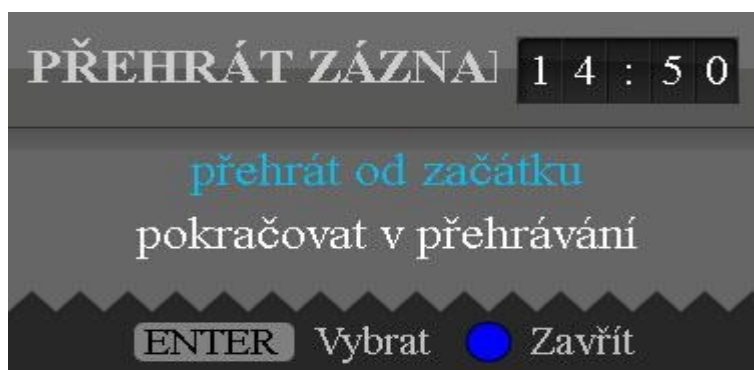 PŘEHRÁT ZÁZNA
14:50
přehrát od začátku
pokračovat v přehrávání
ENTER Vybrat Zavřít